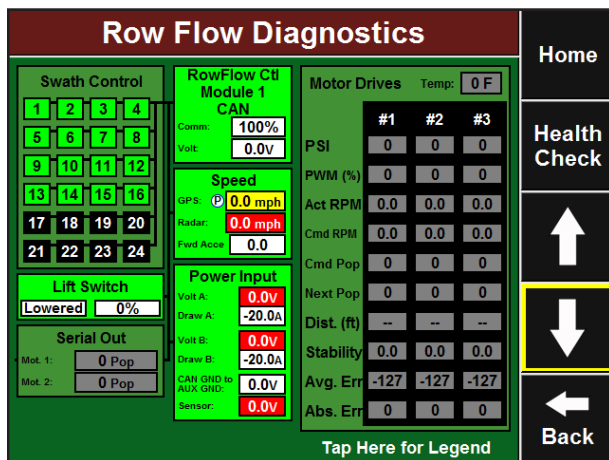 Row Flow Diagnostics
Swath Control
1 2 3 4
5 6 7 8
9 10 11 12
13 14 15 16
17 18 19 20
21 22 23 24
Lift Switch
Lowered 0%
Serial Out
Mot. 1: 0 Pop
Mot. 2: 0 Pop
RowFlow Ctl
Module 1
CAN
Comm: 100%
Volt: 0.0V
Speed
GPS: P 0.0 mph
Radar: 0.0 mph
Fwd Acce 0.0
Power Input
Volt A: 0.0V
Draw A: -20.0A
Volt B: 0.0V
Draw B: -20.0A
CAN GND to
AUX GND: 0.0V
Sensor: 0.0V
Motor Drives Temp: 0 F
#1 #2 #3
PSI 0 0 0
PWM (%) 0 0 0
Act RPM 0.0 0.0 0.0
Cmd RPM 0.0 0.0 0.0
Cmd Pop 0 0 0
Next Pop 0 0 0
Dist. (ft) -- -- --
Stability 0.0 0.0 0.0
Avg. Err -127 -127 -127
Abs. Err 0 0 0
Tap Here for Legend
Home
Health
Check
Back